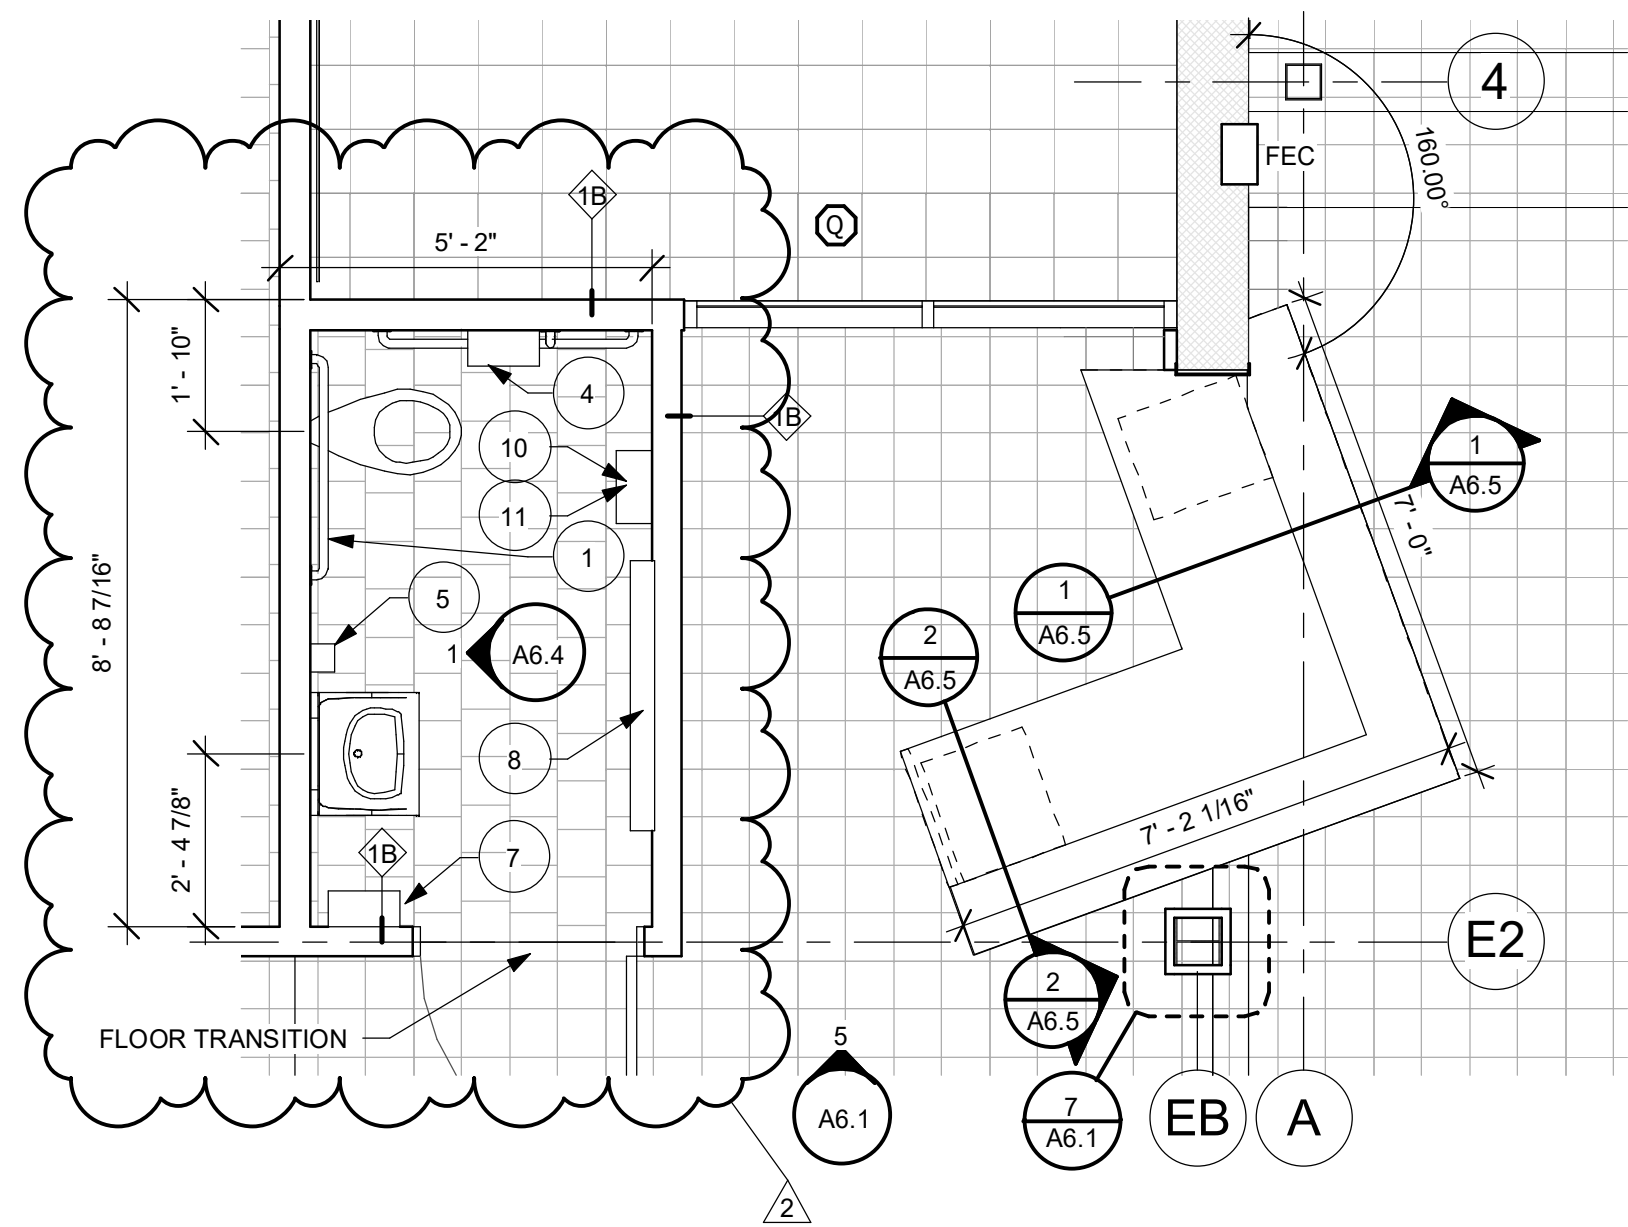 4
FEC
160.00°
1B
Q
5' - 2"
1' - 10"
4
1B
10
1
A6.5
11
7' - 0"
1
8' - 8 7/16"
5
1
A6.5
2
A6.5
1
A6.4
8
2' - 4 7/8"
7' - 2 1/16"
1B
7
E2
2
A6.5
FLOOR TRANSITION
5
A6.1
7
A6.1
EB
A
2